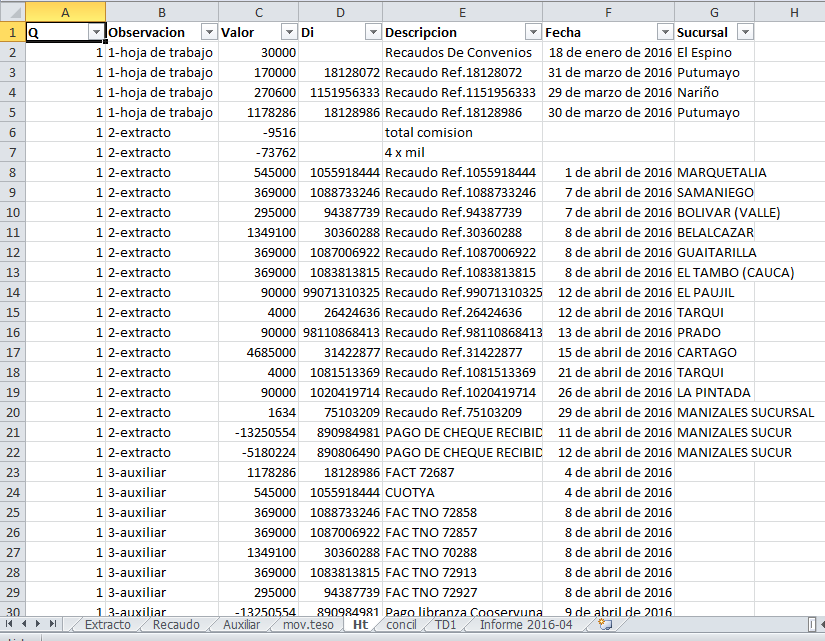 A B C D E F G H
1 Q Observacion Valor Di Descripcion Fecha Sucursal
2 1 1-hoja de trabajo 30000 Recaudos De Convenios 18 de enero de 2016 El Espino
3 1 1-hoja de trabajo 170000 18128072 Recaudo Ref.18128072 31 de marzo de 2016 Putumayo
4 1 1-hoja de trabajo 270600 1151956333 Recaudo Ref.1151956333 29 de marzo de 2016 Nariño
5 1 1-hoja de trabajo 1178286 18128986 Recaudo Ref.18128986 30 de marzo de 2016 Putumayo
6 1 2-extracto -9516 total comision
7 1 2-extracto -73762 4 x mil
8 1 2-extracto 545000 1055918444 Recaudo Ref.1055918444 1 de abril de 2016 MARQUETALIA
9 1 2-extracto 369000 1088733246 Recaudo Ref.1088733246 7 de abril de 2016 SAMANIEGO
10 1 2-extracto 295000 94387739 Recaudo Ref.94387739 7 de abril de 2016 BOLIVAR (VALLE)
11 1 2-extracto 1349100 30360288 Recaudo Ref.30360288 8 de abril de 2016 BELALCAZAR
12 1 2-extracto 369000 1087006922 Recaudo Ref.1087006922 8 de abril de 2016 GUAITARILLA
13 1 2-extracto 369000 1083813815 Recaudo Ref.1083813815 8 de abril de 2016 EL TAMBO (CAUCA)
14 1 2-extracto 90000 99071310325 Recaudo Ref.99071310325 12 de abril de 2016 EL PAUJIL
15 1 2-extracto 4000 26424636 Recaudo Ref.26424636 12 de abril de 2016 TARQUI
16 1 2-extracto 90000 98110868413 Recaudo Ref.98110868413 13 de abril de 2016 PRADO
17 1 2-extracto 4685000 31422877 Recaudo Ref.31422877 15 de abril de 2016 CARTAGO
18 1 2-extracto 4000 1081513369 Recaudo Ref.1081513369 21 de abril de 2016 TARQUI
19 1 2-extracto 90000 1020419714 Recaudo Ref.1020419714 26 de abril de 2016 LA PINTADA
20 1 2-extracto 1634 75103209 Recaudo Ref.75103209 29 de abril de 2016 MANIZALES SUCURSAL
21 1 2-extracto -13250554 890984981 PAGO DE CHEQUE RECIBID 11 de abril de 2016 MANIZALES SUCUR
22 1 2-extracto -5180224 890806490 PAGO DE CHEQUE RECIBID 12 de abril de 2016 MANIZALES SUCUR
23 1 3-auxiliar 1178286 18128986 FACT 72687 4 de abril de 2016
24 1 3-auxiliar 545000 1055918444 CUOTYA 4 de abril de 2016
25 1 3-auxiliar 369000 1088733246 FAC TNO 72858 8 de abril de 2016
26 1 3-auxiliar 369000 1087006922 FAC TNO 72857 8 de abril de 2016
27 1 3-auxiliar 1349100 30360288 FAC TNO 70288 8 de abril de 2016
28 1 3-auxiliar 369000 1083813815 FAC TNO 72913 8 de abril de 2016
29 1 3-auxiliar 295000 94387739 FAC TNO 72927 8 de abril de 2016
30 1 3-auxiliar -13250554 890984981 Pago libranza Cooservuna 9 de abril de 2016
Extracto Recaudo Auxiliar mov.teso Ht concil TD1 Informe 2016-04